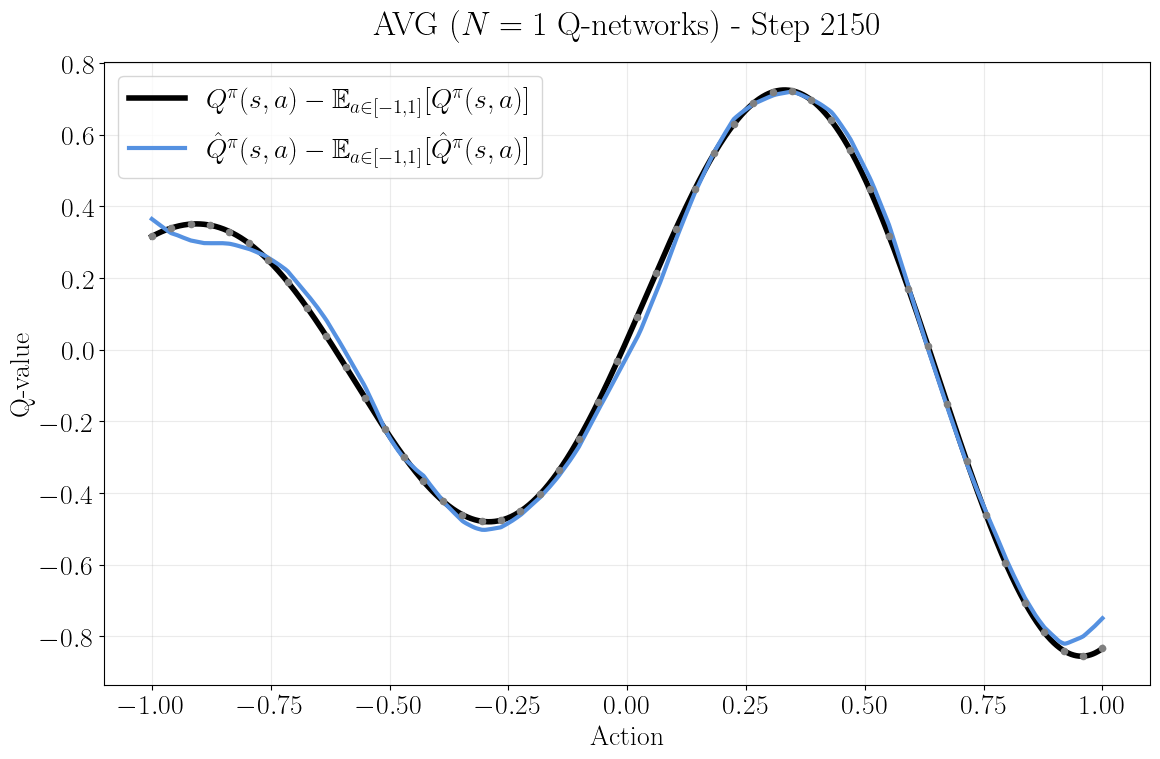 AVG (N = 1 Q-networks) - Step 2150
Q^π(s, a) − 𝔼_{a∈[−1,1]}[Q^π(s, a)]
Q̂^π(s, a) − 𝔼_{a∈[−1,1]}[Q̂^π(s, a)]
Q-value
0.8
0.6
0.4
0.2
0.0
−0.2
−0.4
−0.6
−0.8
−1.00 −0.75 −0.50 −0.25 0.00 0.25 0.50 0.75 1.00
Action